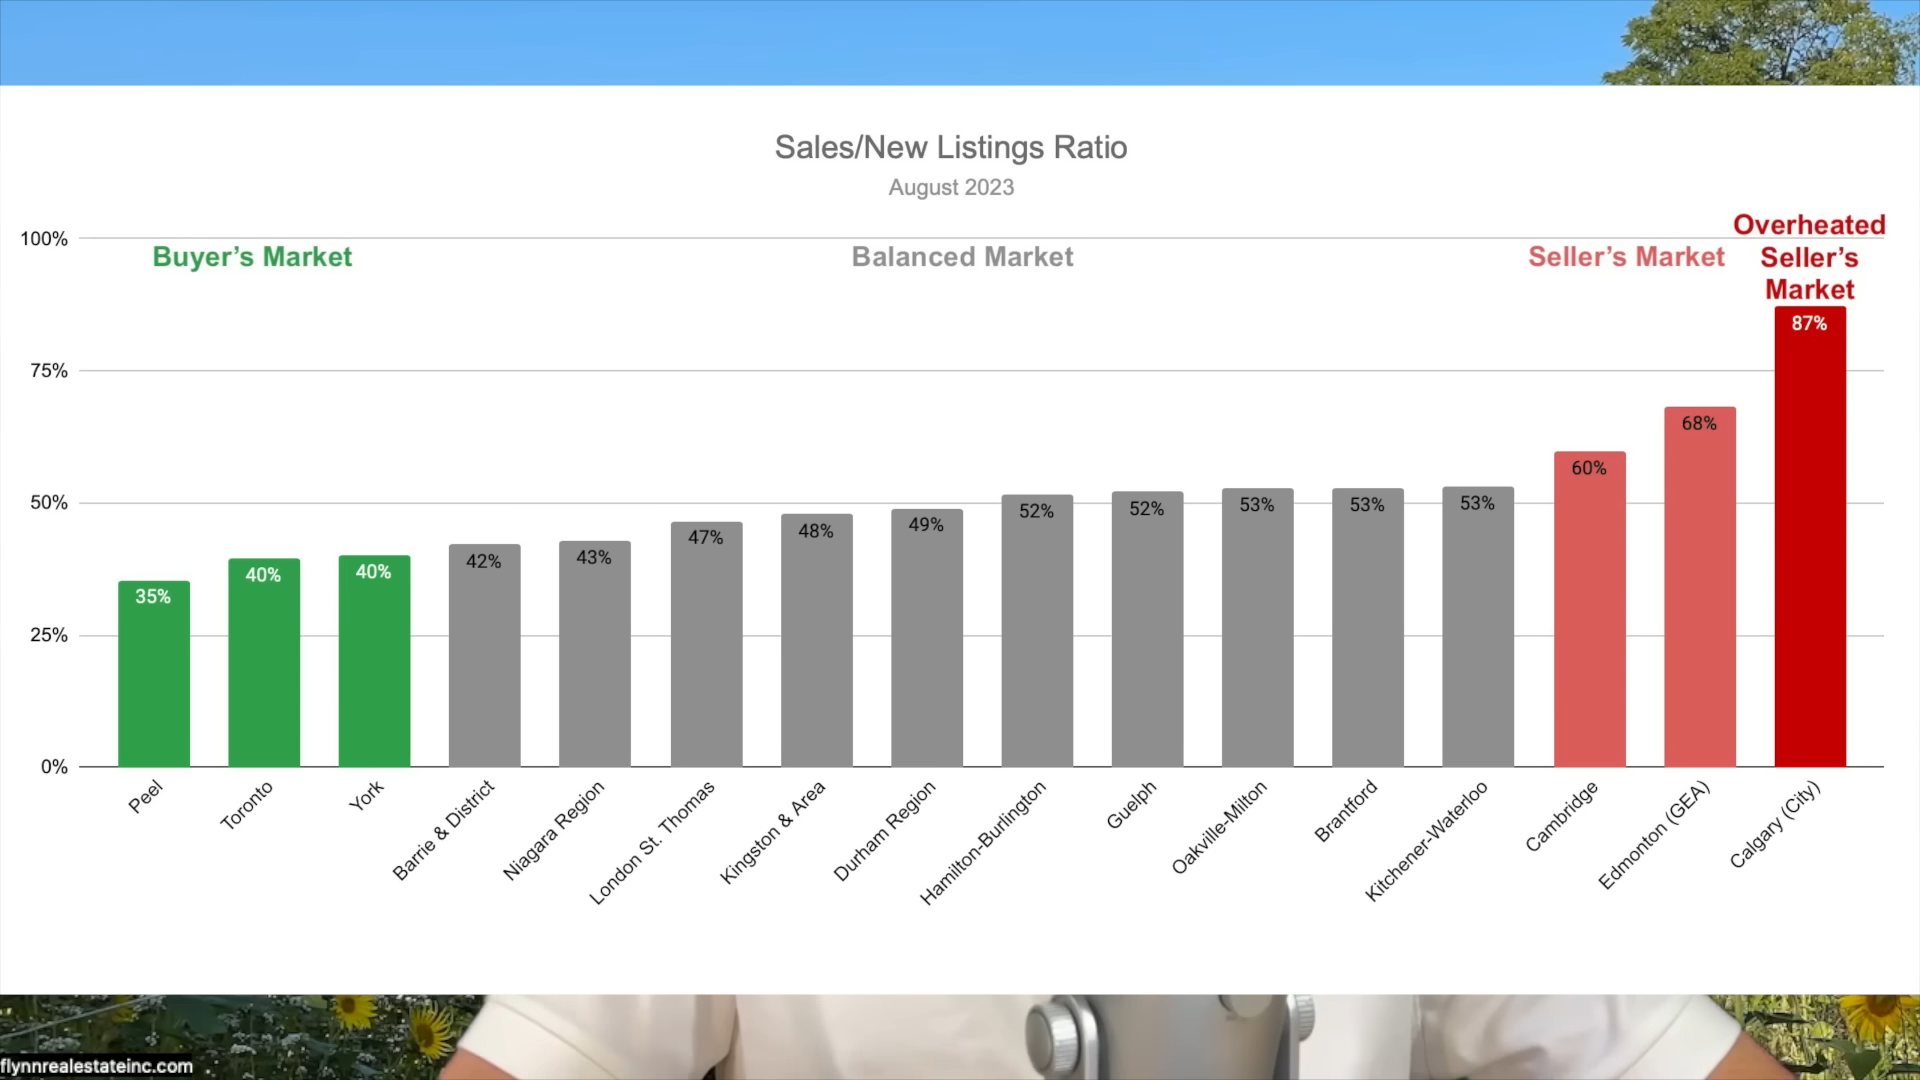 Sales/New Listings Ratio
August 2023
100%
75%
50%
25%
0%
Buyer’s Market
Balanced Market
Seller’s Market
Overheated
Seller’s
Market
35%
40%
40%
42%
43%
47%
48%
49%
52%
52%
53%
53%
53%
60%
68%
87%
Peel
Toronto
York
Barrie & District
Niagara Region
London St. Thomas
Kingston & Area
Durham Region
Hamilton-Burlington
Guelph
Oakville-Milton
Brantford
Kitchener-Waterloo
Cambridge
Edmonton (GEA)
Calgary (City)
flynnrealestateinc.com